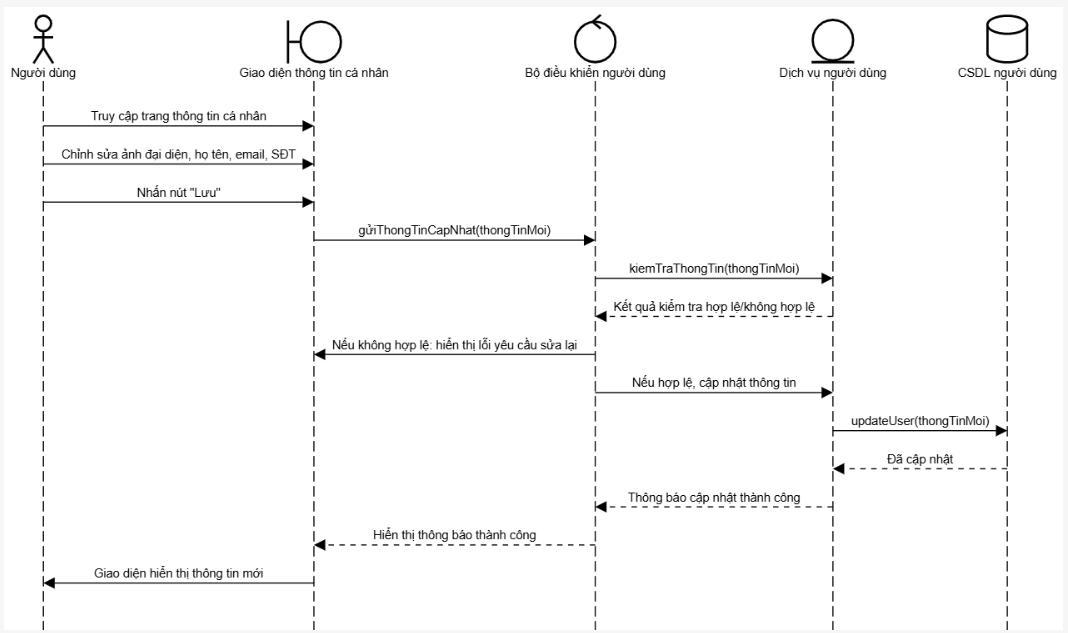 Người dùng
Giao diện thông tin cá nhân
Bộ điều khiển người dùng
Dịch vụ người dùng
CSDL người dùng
Truy cập trang thông tin cá nhân
Chỉnh sửa ảnh đại diện, họ tên, email, SĐT
Nhấn nút "Lưu"
gửiThongTinCapNhat(thongTinMoi)
kiemTraThongTin(thongTinMoi)
Kết quả kiểm tra hợp lệ/không hợp lệ
Nếu không hợp lệ: hiển thị lỗi yêu cầu sửa lại
Nếu hợp lệ, cập nhật thông tin
updateUser(thongTinMoi)
Đã cập nhật
Thông báo cập nhật thành công
Hiển thị thông báo thành công
Giao diện hiển thị thông tin mới